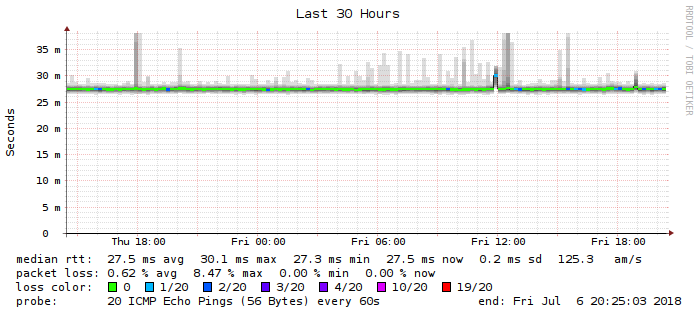 Last 30 Hours
RRDTOOL / TOBI OETIKER
Seconds
35 m
30 m
25 m
20 m
15 m
10 m
5 m
0
Thu 18:00 Fri 00:00 Fri 06:00 Fri 12:00 Fri 18:00
median rtt: 27.5 ms avg 30.1 ms max 27.3 ms min 27.5 ms now 0.2 ms sd 125.3 am/s
packet loss: 0.62 % avg 8.47 % max 0.00 % min 0.00 % now
loss color: 0 1/20 2/20 3/20 4/20 10/20 19/20
probe: 20 ICMP Echo Pings (56 Bytes) every 60s end: Fri Jul 6 20:25:03 2018